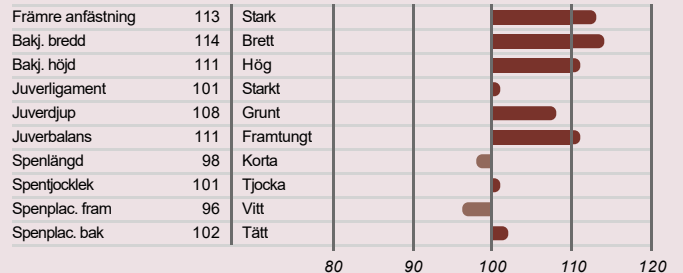 Främre anfästning 113 Stark
Bakj. bredd 114 Brett
Bakj. höjd 111 Hög
Juverligament 101 Starkt
Juverdjup 108 Grunt
Juverbalans 111 Framtungt
Spenlängd 98 Korta
Spentjocklek 101 Tjocka
Spenplac. fram 96 Vitt
Spenplac. bak 102 Tätt
80 90 100 110 120